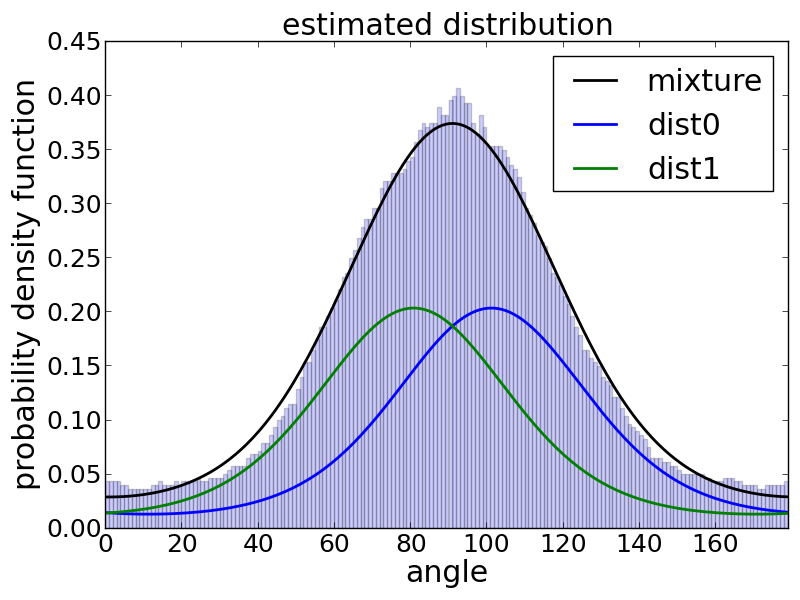 estimated distribution
probability density function
0.45
0.40
0.35
0.30
0.25
0.20
0.15
0.10
0.05
0.00
mixture
dist0
dist1
0 20 40 60 80 100 120 140 160
angle